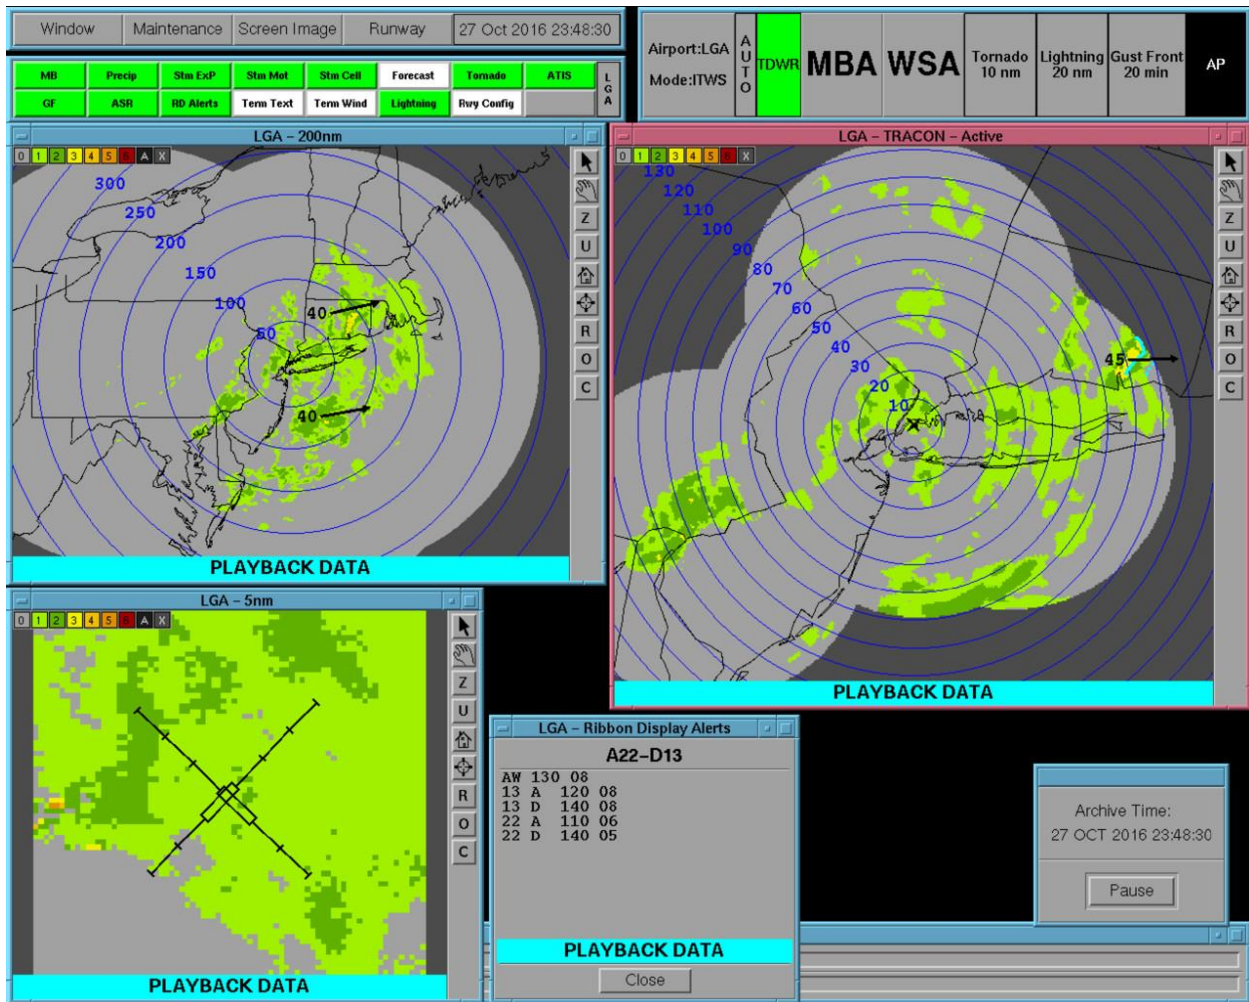 Window Maintenance Screen Image Runway 27 Oct 2016 23:48:30
MB Precip Stm ExP Stm Mot Stm Cell Forecast Tornado ATIS
GF ASR RD Alerts Term Text Term Wind Lightning Rwy Config
LGA
Airport:LGA
Mode:ITWS
AUTO
TDWR
MBA
WSA
Tornado
10 nm
Lightning
20 nm
Gust Front
20 min
AP
LGA – 200nm
0 1 2 3 4 5 6 A X
300
250
200
150
100
50
40
40
Z
U
R
O
C
PLAYBACK DATA
LGA – TRACON – Active
0 1 2 3 4 5 6 X
130
120
110
100
90
80
70
60
50
40
30
20
10
45
Z
U
R
O
C
PLAYBACK DATA
LGA – 5nm
0 1 2 3 4 5 6 A X
Z
U
R
O
C
PLAYBACK DATA
LGA – Ribbon Display Alerts
A22–D13
AW 130 08
13 A 120 08
13 D 140 08
22 A 110 06
22 D 140 05
PLAYBACK DATA
Close
Archive Time:
27 OCT 2016 23:48:30
Pause